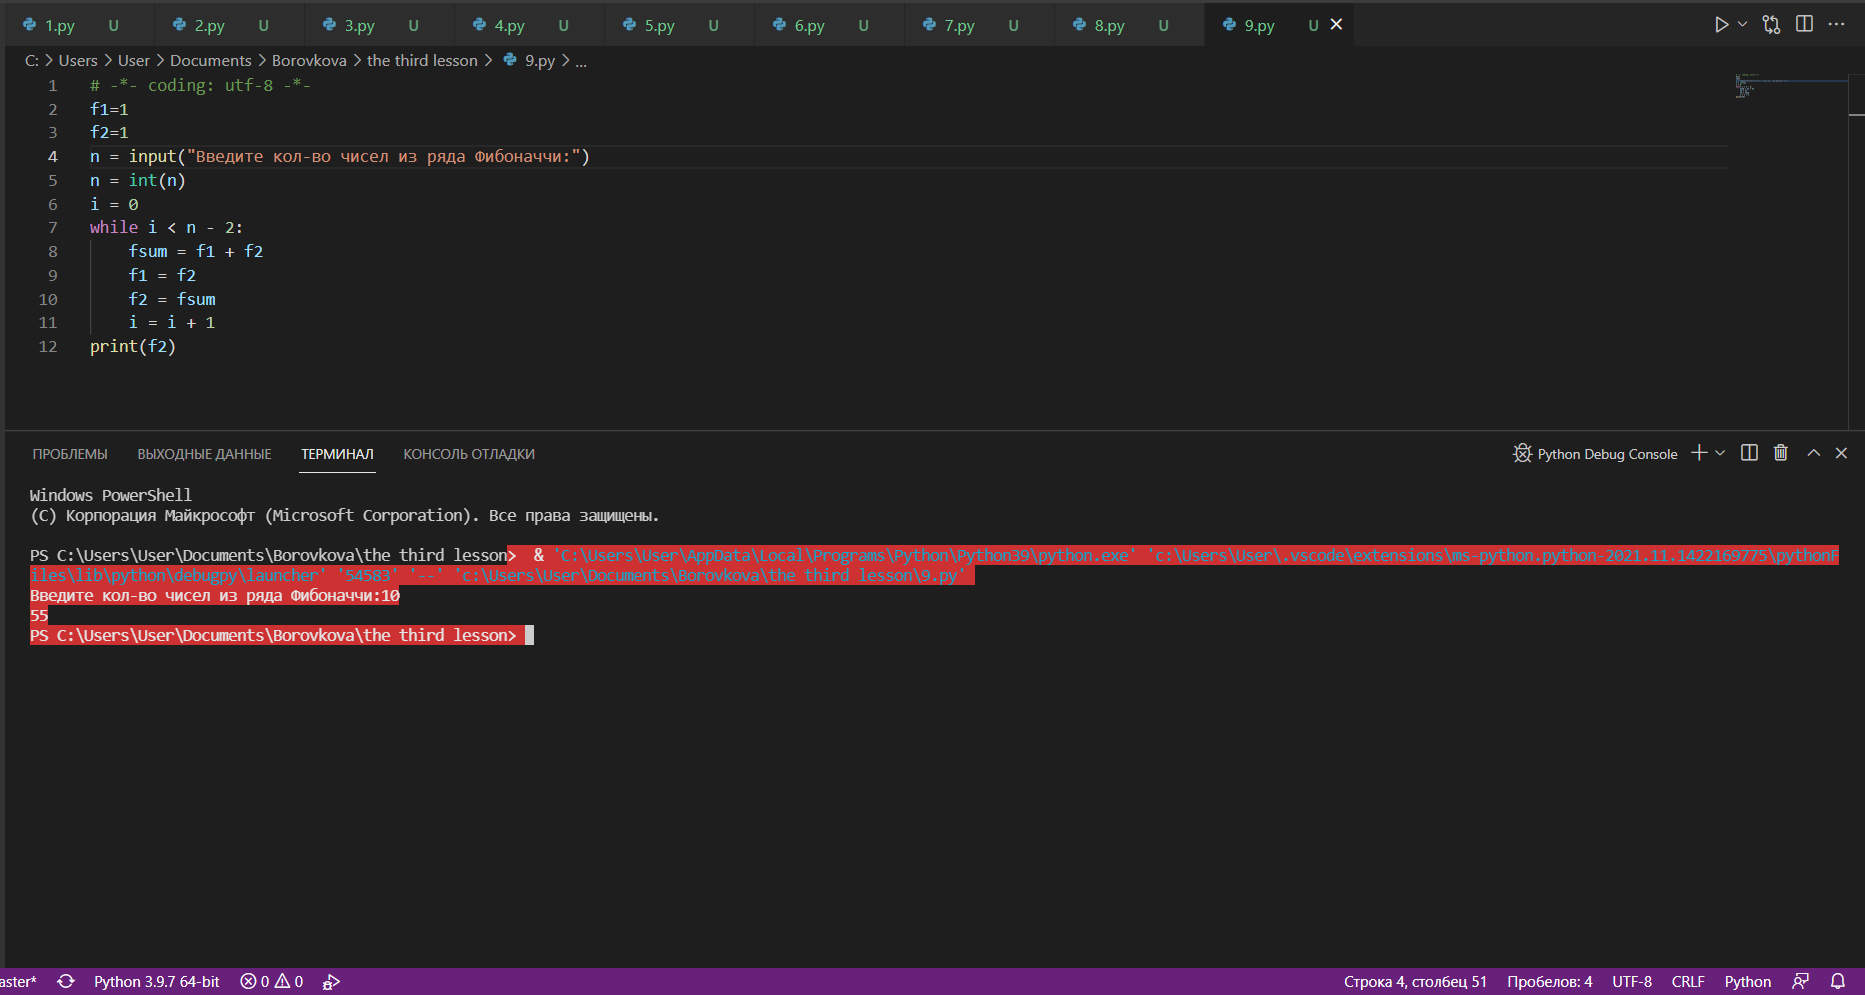 1.py U 2.py U 3.py U 4.py U 5.py U 6.py U 7.py U 8.py U 9.py U
C: > Users > User > Documents > Borovkova > the third lesson > 9.py > ...
1 # -*- coding: utf-8 -*-
2 f1=1
3 f2=1
4 n = input("Введите кол-во чисел из ряда Фибоначчи:")
5 n = int(n)
6 i = 0
7 while i < n - 2:
8     fsum = f1 + f2
9     f1 = f2
10     f2 = fsum
11     i = i + 1
12 print(f2)
ПРОБЛЕМЫ ВЫХОДНЫЕ ДАННЫЕ ТЕРМИНАЛ КОНСОЛЬ ОТЛАДКИ Python Debug Console
Windows PowerShell
(C) Корпорация Майкрософт (Microsoft Corporation). Все права защищены.
PS C:\Users\User\Documents\Borovkova\the third lesson>  & 'C:\Users\User\AppData\Local\Programs\Python\Python39\python.exe' 'c:\Users\User\.vscode\extensions\ms-python.python-2021.11.1422169775\pythonF
iles\lib\python\debugpy\launcher' '54583' '--' 'c:\Users\User\Documents\Borovkova\the third lesson\9.py'
Введите кол-во чисел из ряда Фибоначчи:10
55
PS C:\Users\User\Documents\Borovkova\the third lesson>
aster* Python 3.9.7 64-bit 0 0 Строка 4, столбец 51 Пробелов: 4 UTF-8 CRLF Python